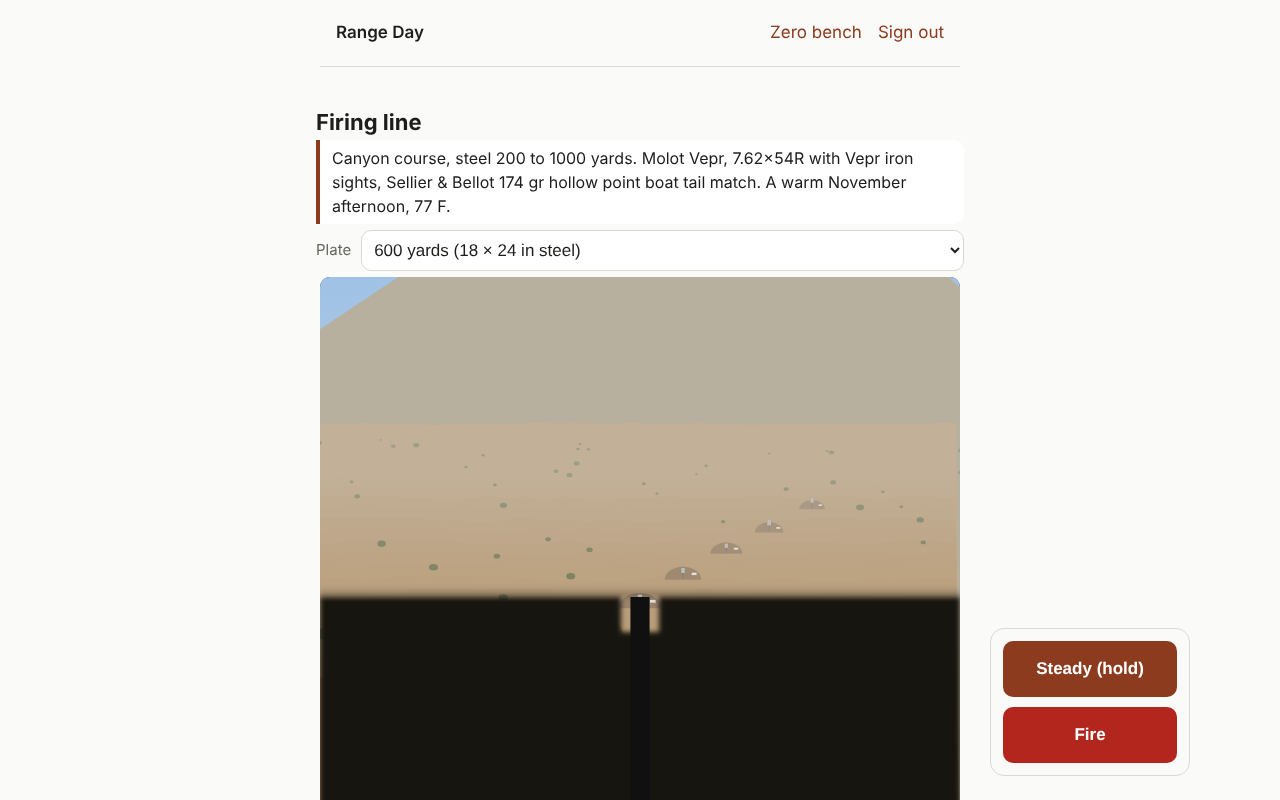 Range Day
Zero bench
Sign out
Firing line
Canyon course, steel 200 to 1000 yards. Molot Vepr, 7.62×54R with Vepr iron
sights, Sellier & Bellot 174 gr hollow point boat tail match. A warm November
afternoon, 77 F.
Plate
600 yards (18 × 24 in steel)
Steady (hold)
Fire